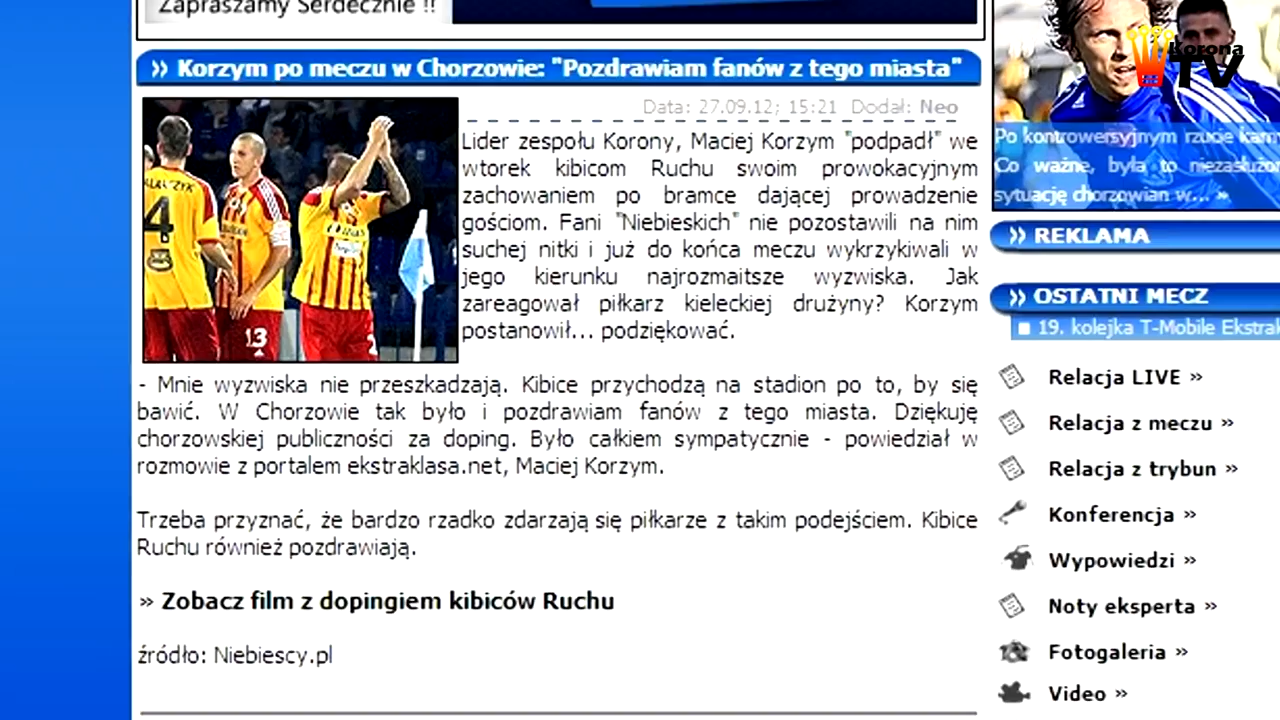 Zapraszamy Serdecznie !!
» Korzym po meczu w Chorzowie: "Pozdrawiam fanów z tego miasta"
Data: 27.09.12; 15:21 Dodał: Neo
Lider zespołu Korony, Maciej Korzym "podpadł" we
wtorek kibicom Ruchu swoim prowokacyjnym
zachowaniem po bramce dającej prowadzenie
gościom. Fani "Niebieskich" nie pozostawili na nim
suchej nitki i już do końca meczu wykrzykiwali w
jego kierunku najrozmaitsze wyzwiska. Jak
zareagował piłkarz kieleckiej drużyny? Korzym
postanowił... podziękować.
4
13
- Mnie wyzwiska nie przeszkadzają. Kibice przychodzą na stadion po to, by się
bawić. W Chorzowie tak było i pozdrawiam fanów z tego miasta. Dziękuję
chorzowskiej publiczności za doping. Było całkiem sympatycznie - powiedział w
rozmowie z portalem ekstraklasa.net, Maciej Korzym.
Trzeba przyznać, że bardzo rzadko zdarzają się piłkarze z takim podejściem. Kibice
Ruchu również pozdrawiają.
» Zobacz film z dopingiem kibiców Ruchu
źródło: Niebiescy.pl
Korona
TV
Po kontrowersyjnym rzucie
Co ważne, była to
sytuację chorzowian w... »
» REKLAMA
» OSTATNI MECZ
19. kolejka T-Mobile Ekstrak
Relacja LIVE »
Relacja z meczu »
Relacja z trybun »
Konferencja »
Wypowiedzi »
Noty eksperta »
Fotogaleria »
Video »